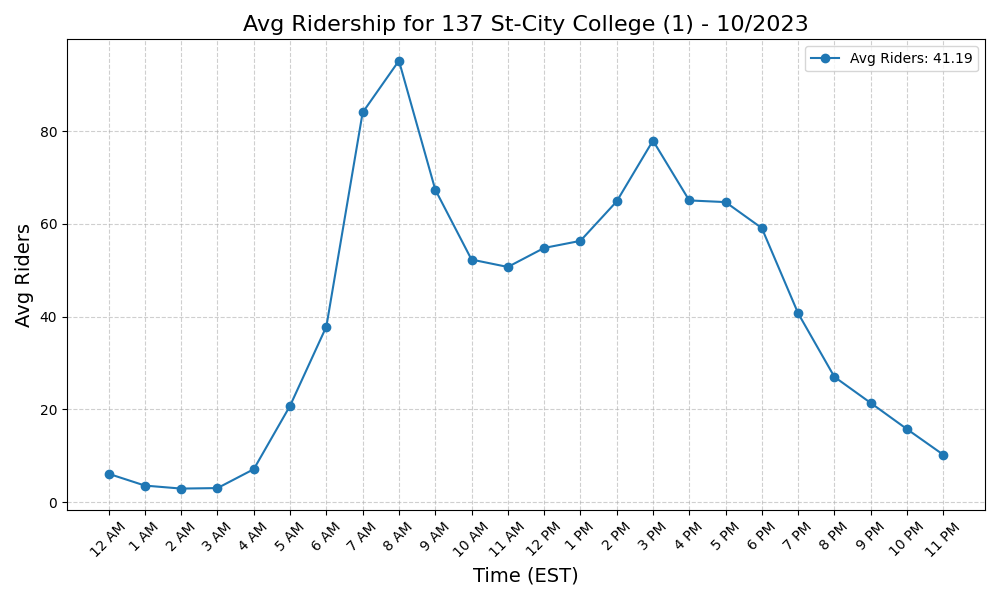 Avg Ridership for 137 St-City College (1) - 10/2023
Avg Riders: 41.19
Avg Riders
80
60
40
20
0
12 AM
1 AM
2 AM
3 AM
4 AM
5 AM
6 AM
7 AM
8 AM
9 AM
10 AM
11 AM
12 PM
1 PM
2 PM
3 PM
4 PM
5 PM
6 PM
7 PM
8 PM
9 PM
10 PM
11 PM
Time (EST)